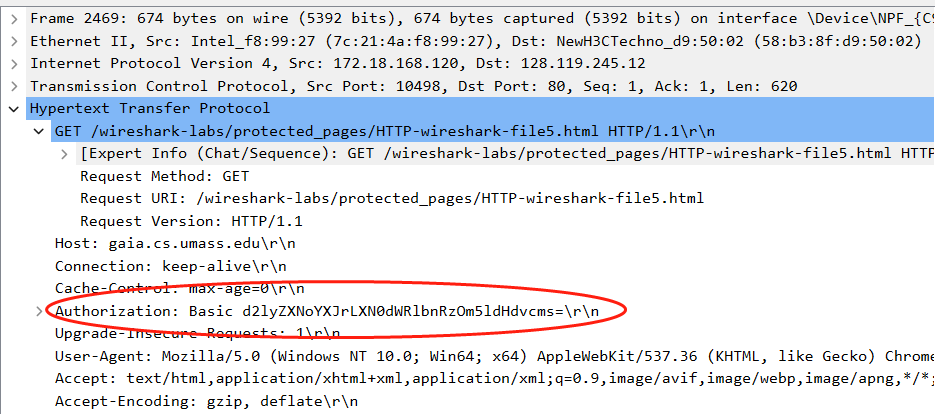 Frame 2469: 674 bytes on wire (5392 bits), 674 bytes captured (5392 bits) on interface \Device\NPF_{C9
Ethernet II, Src: Intel_f8:99:27 (7c:21:4a:f8:99:27), Dst: NewH3CTechno_d9:50:02 (58:b3:8f:d9:50:02)
Internet Protocol Version 4, Src: 172.18.168.120, Dst: 128.119.245.12
Transmission Control Protocol, Src Port: 10498, Dst Port: 80, Seq: 1, Ack: 1, Len: 620
Hypertext Transfer Protocol
GET /wireshark-labs/protected_pages/HTTP-wireshark-file5.html HTTP/1.1\r\n
[Expert Info (Chat/Sequence): GET /wireshark-labs/protected_pages/HTTP-wireshark-file5.html HTTP
Request Method: GET
Request URI: /wireshark-labs/protected_pages/HTTP-wireshark-file5.html
Request Version: HTTP/1.1
Host: gaia.cs.umass.edu\r\n
Connection: keep-alive\r\n
Cache-Control: max-age=0\r\n
Authorization: Basic d2lyZXNoYXJrLXN0dWRlbnRzOm5ldHdvcms=\r\n
Upgrade-Insecure-Requests: 1\r\n
User-Agent: Mozilla/5.0 (Windows NT 10.0; Win64; x64) AppleWebKit/537.36 (KHTML, like Gecko) Chrome
Accept: text/html,application/xhtml+xml,application/xml;q=0.9,image/avif,image/webp,image/apng,*/*;
Accept-Encoding: gzip, deflate\r\n